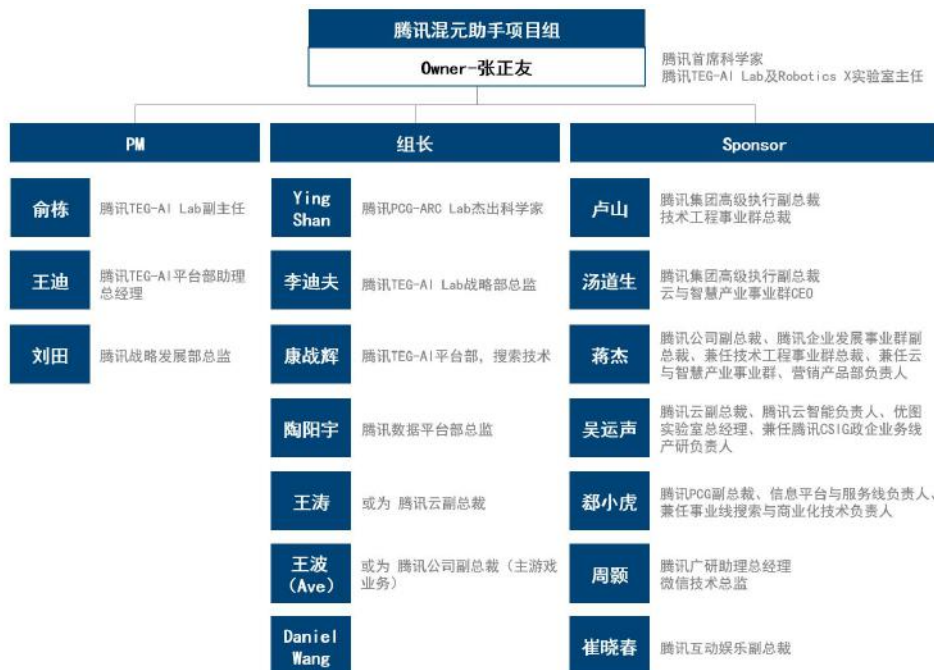 腾讯混元助手项目组
Owner-张正友
腾讯首席科学家
腾讯TEG-AI Lab及Robotics X实验室主任
PM
俞栋
腾讯TEG-AI Lab副主任
王迪
腾讯TEG-AI平台部助理
总经理
刘田
腾讯战略发展部总监
组长
Ying
Shan
腾讯PCG-ARC Lab杰出科学家
李迪夫
腾讯TEG-AI Lab战略部总监
康战辉
腾讯TEG-AI平台部，搜索技术
陶阳宇
腾讯数据平台部总监
王涛
或为 腾讯云副总裁
王波
（Ave）
或为 腾讯公司副总裁（主游戏
业务）
Daniel
Wang
Sponsor
卢山
腾讯集团高级执行副总裁
技术工程事业群总裁
汤道生
腾讯集团高级执行副总裁
云与智慧产业事业群CEO
蒋杰
腾讯公司副总裁、腾讯企业发展事业群副
总裁、兼任技术工程事业群总裁、兼任云
与智慧产业事业群、营销产品部负责人
吴运声
腾讯云副总裁、腾讯云智能负责人、优图
实验室总经理、兼任腾讯CSIG政企业务线
产研负责人
郄小虎
腾讯PCG副总裁、信息平台与服务线负责人、
兼任事业线搜索与商业化技术负责人
周颢
腾讯广研助理总经理
微信技术总监
崔晓春
腾讯互动娱乐副总裁